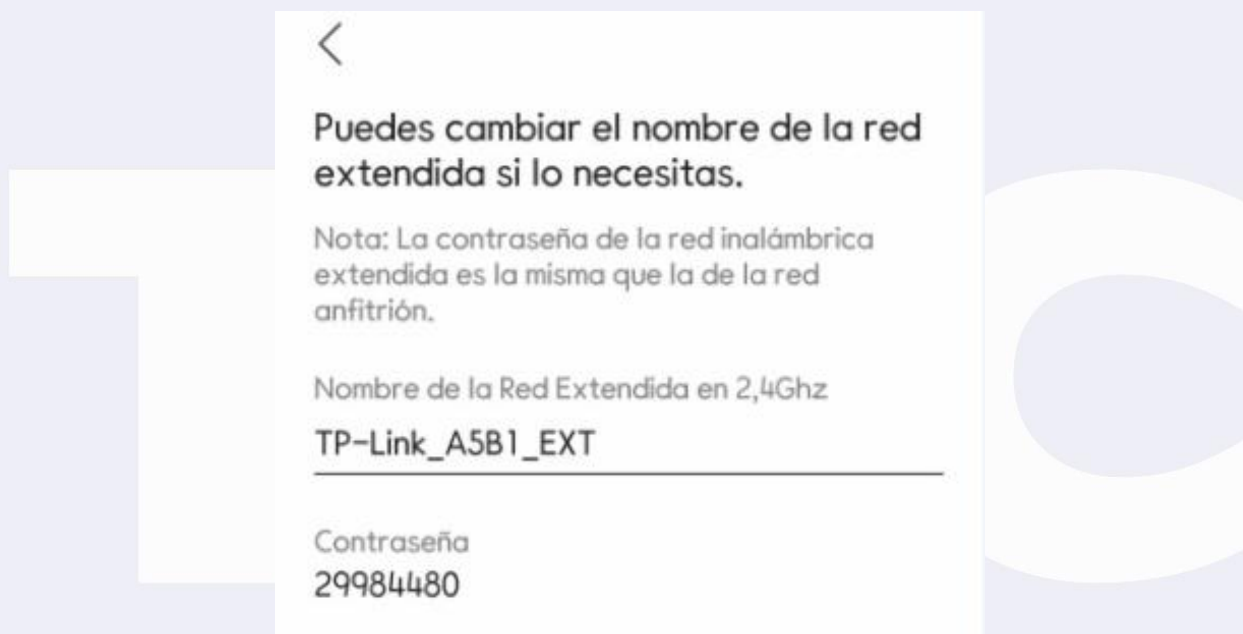 Puedes cambiar el nombre de la red
extendida si lo necesitas.
Nota: La contraseña de la red inalámbrica
extendida es la misma que la de la red
anfitrión.
Nombre de la Red Extendida en 2,4Ghz
TP-Link_A5B1_EXT
Contraseña
29984480